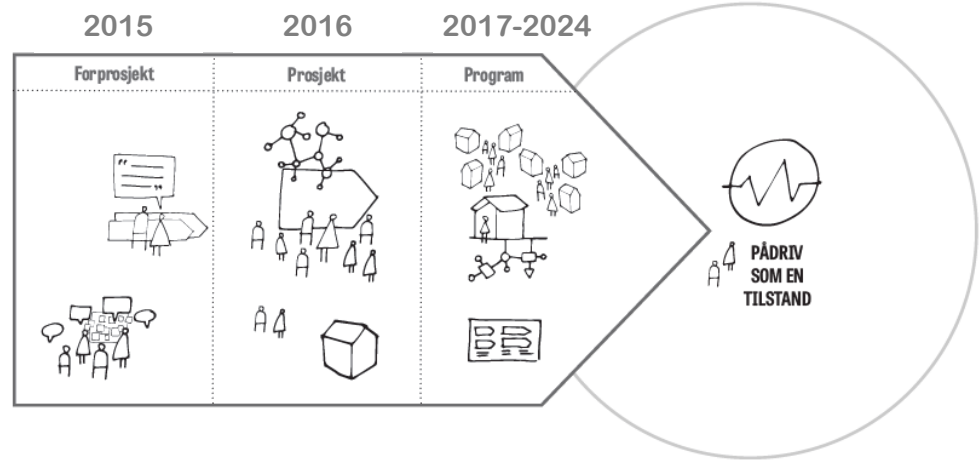 2015
2016
2017-2024
Forprosjekt
Prosjekt
Program
PÅDRIV
SOM EN
TILSTAND